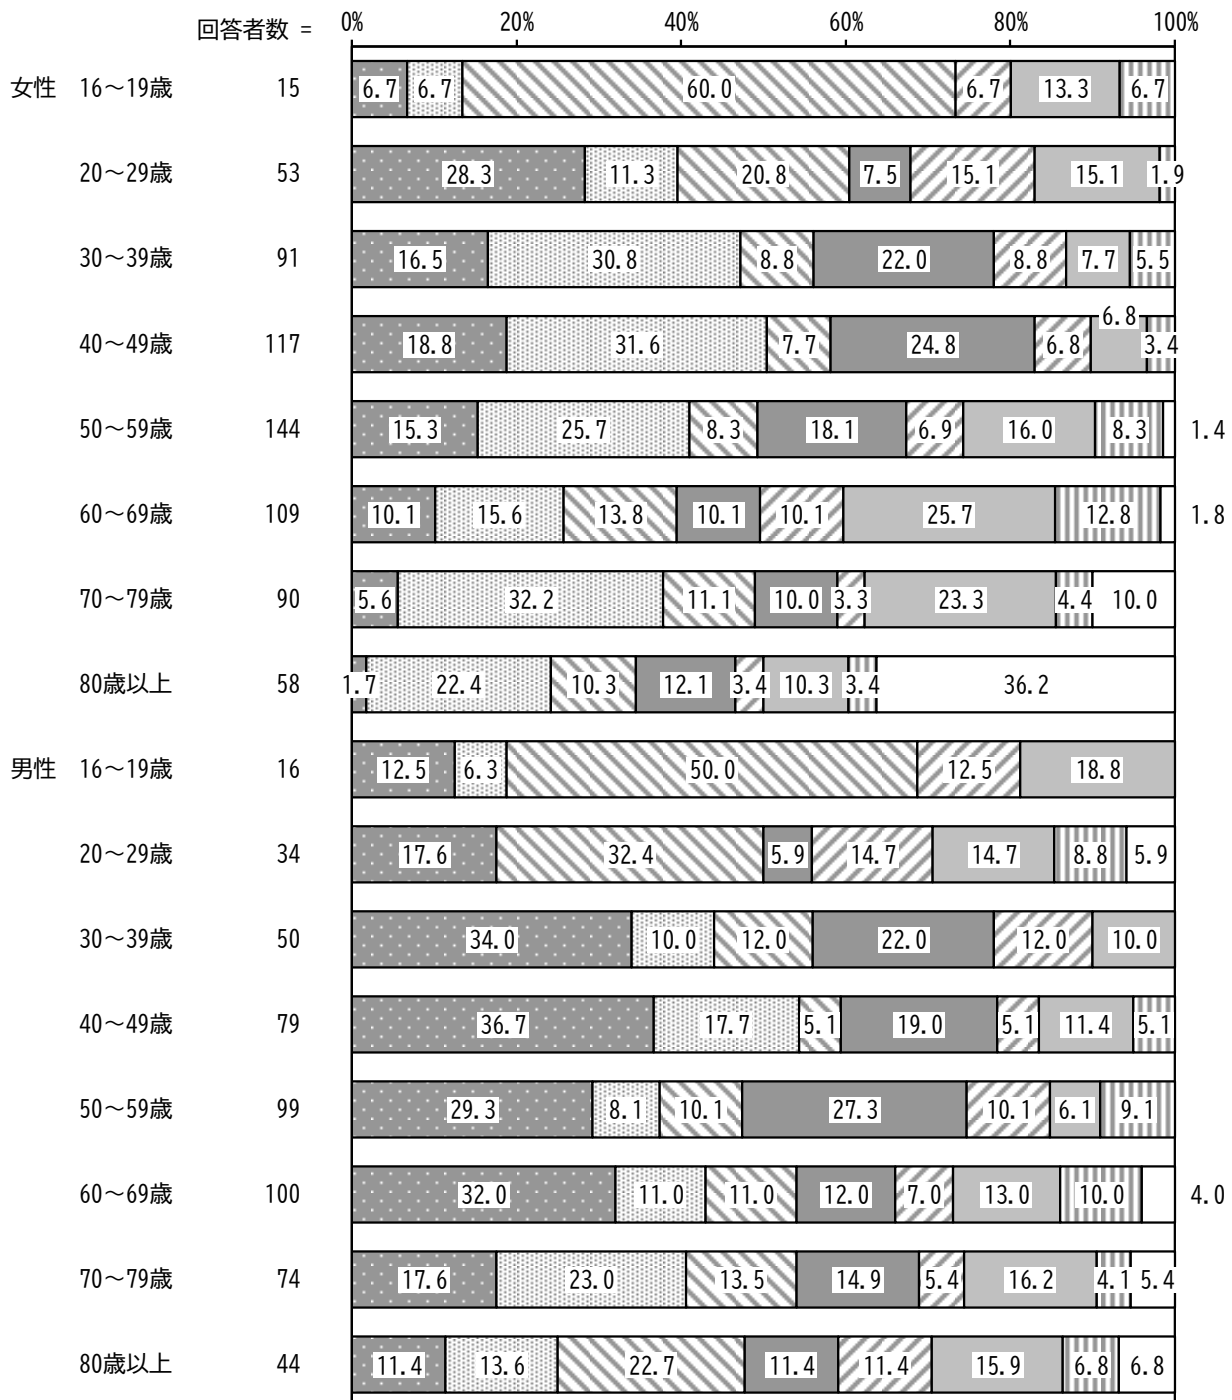 回答者数 = 0% 20% 40% 60% 80% 100%
女性 16～19歳 15 6.7 6.7 60.0 6.7 13.3 6.7
20～29歳 53 28.3 11.3 20.8 7.5 15.1 15.1 1.9
30～39歳 91 16.5 30.8 8.8 22.0 8.8 7.7 5.5
40～49歳 117 18.8 31.6 7.7 24.8 6.8 6.8 3.4
50～59歳 144 15.3 25.7 8.3 18.1 6.9 16.0 8.3 1.4
60～69歳 109 10.1 15.6 13.8 10.1 10.1 25.7 12.8 1.8
70～79歳 90 5.6 32.2 11.1 10.0 3.3 23.3 4.4 10.0
80歳以上 58 1.7 22.4 10.3 12.1 3.4 10.3 3.4 36.2
男性 16～19歳 16 12.5 6.3 50.0 12.5 18.8
20～29歳 34 17.6 32.4 5.9 14.7 14.7 8.8 5.9
30～39歳 50 34.0 10.0 12.0 22.0 12.0 10.0
40～49歳 79 36.7 17.7 5.1 19.0 5.1 11.4 5.1
50～59歳 99 29.3 8.1 10.1 27.3 10.1 6.1 9.1
60～69歳 100 32.0 11.0 11.0 12.0 7.0 13.0 10.0 4.0
70～79歳 74 17.6 23.0 13.5 14.9 5.4 16.2 4.1 5.4
80歳以上 44 11.4 13.6 22.7 11.4 11.4 15.9 6.8 6.8